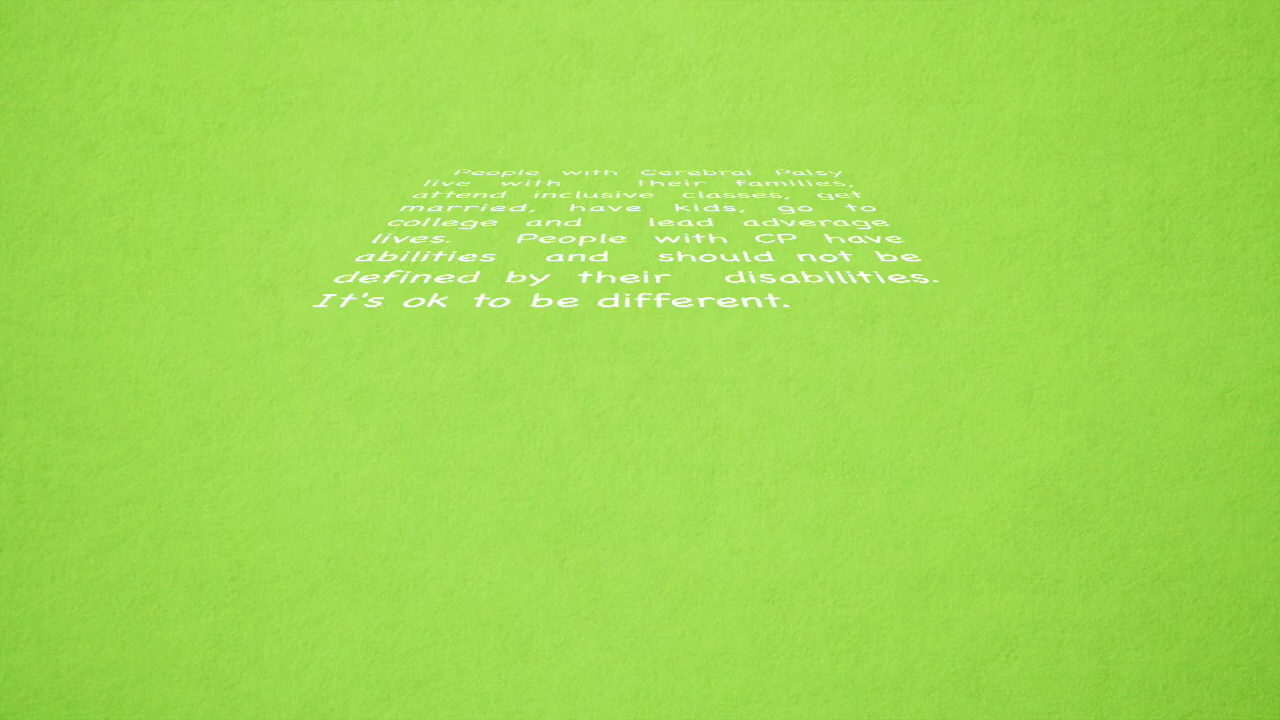 People with Cerebral Palsy
live with their families,
attend inclusive classes, get
married, have kids, go to
college and lead adverage
lives. People with CP have
abilities and should not be
defined by their disabilities.
It's ok to be different.